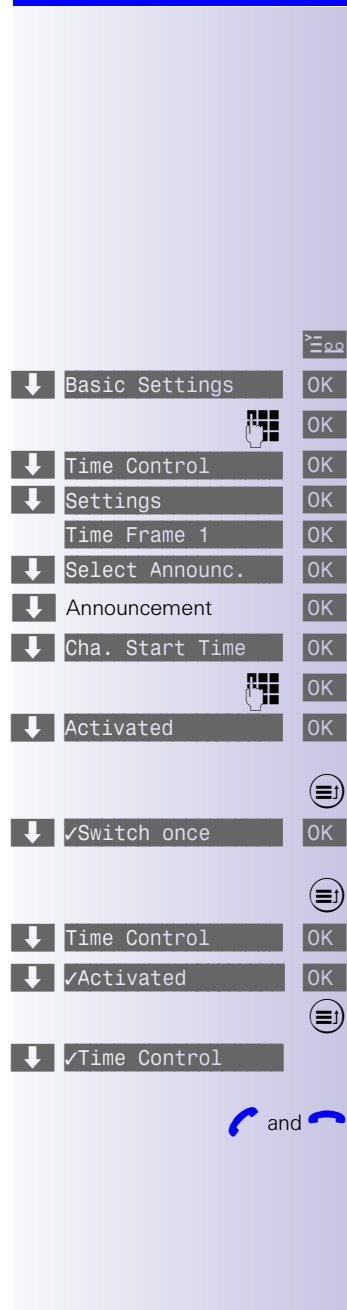 Basic Settings OK
OK
Time Control OK
Settings OK
Time Frame 1 OK
Select Announc. OK
Announcement OK
Cha. Start Time OK
OK
Activated OK
✓Switch once OK
Time Control OK
✓Activated OK
✓Time Control
and